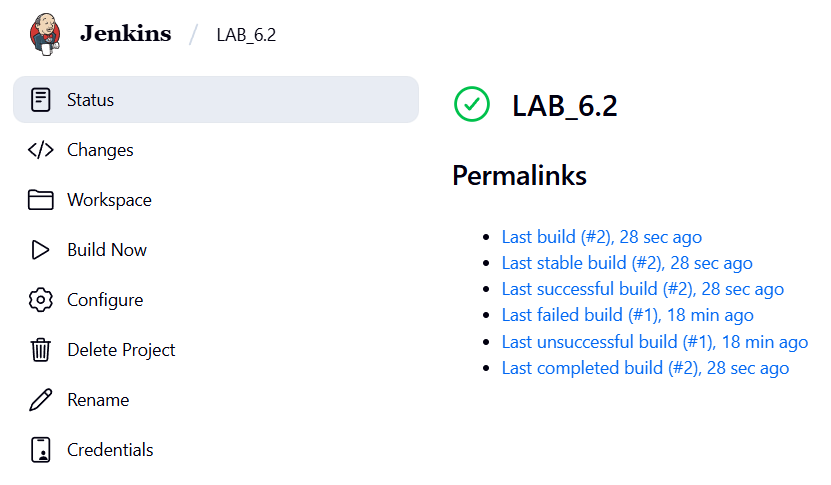 Jenkins / LAB_6.2
Status
Changes
Workspace
Build Now
Configure
Delete Project
Rename
Credentials
LAB_6.2
Permalinks
Last build (#2), 28 sec ago
Last stable build (#2), 28 sec ago
Last successful build (#2), 28 sec ago
Last failed build (#1), 18 min ago
Last unsuccessful build (#1), 18 min ago
Last completed build (#2), 28 sec ago